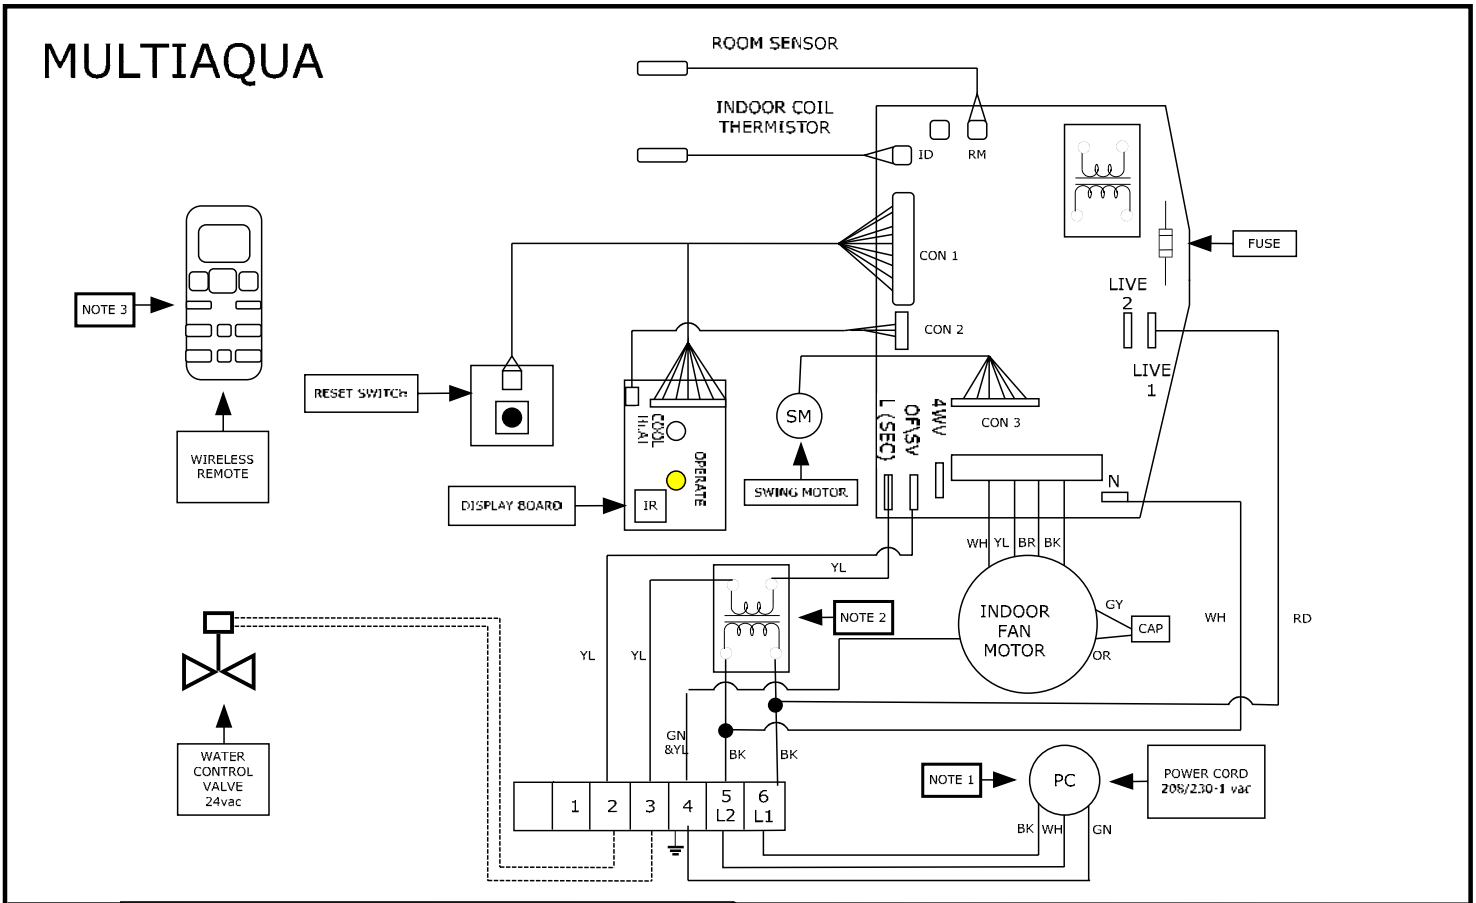 MULTIAQUA
ROOM SENSOR
INDOOR COIL
THERMISTOR
ID
RM
CON 1
FUSE
LIVE
2
NOTE 3
CON 2
LIVE
1
RESET SWITCH
COOL
HEAT
OPERATE
IR
SM
L (SEC)
OF\SV
4WV
CON 3
WIRELESS
REMOTE
DISPLAY BOARD
SWING MOTOR
N
WH YL BR BK
YL
NOTE 2
INDOOR
FAN
MOTOR
GY
CAP
OR
WH
RD
YL
YL
GN
&YL
BK
BK
WATER
CONTROL
VALVE
24vac
NOTE 1
PC
POWER CORD
208/230-1 vac
1
2
3
4
5
L2
6
L1
BK WH GN